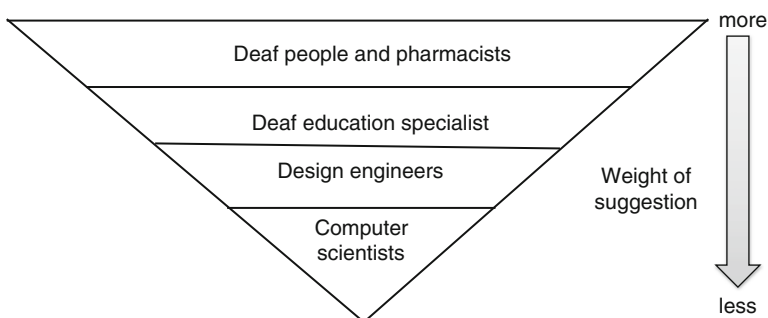 more
Deaf people and pharmacists
Deaf education specialist
Design engineers
Weight of
suggestion
Computer
scientists
less